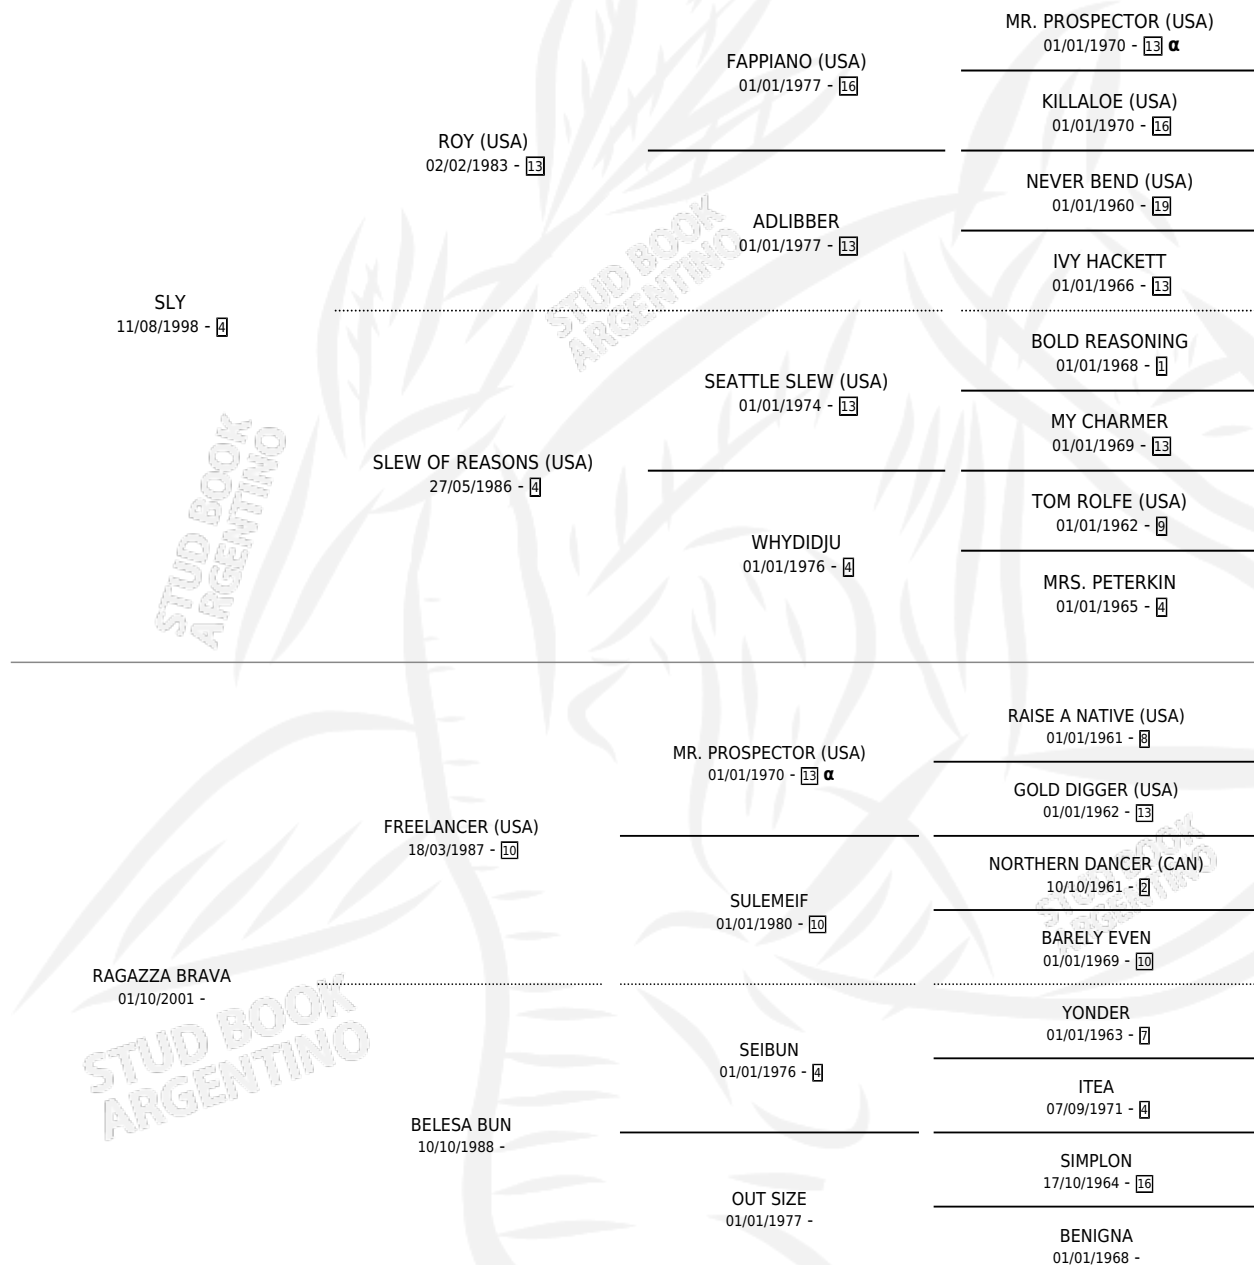 MR. PROSPECTOR (USA)
01/01/1970 - 13 α
FAPPIANO (USA)
01/01/1977 - 16
KILLALOE (USA)
01/01/1970 - 16
ROY (USA)
02/02/1983 - 13
NEVER BEND (USA)
01/01/1960 - 19
ADLIBBER
01/01/1977 - 13
IVY HACKETT
01/01/1966 - 13
SLY
11/08/1998 - 4
BOLD REASONING
01/01/1968 - 1
SEATTLE SLEW (USA)
01/01/1974 - 13
MY CHARMER
01/01/1969 - 13
SLEW OF REASONS (USA)
27/05/1986 - 4
TOM ROLFE (USA)
01/01/1962 - 9
WHYDIDJU
01/01/1976 - 4
MRS. PETERKIN
01/01/1965 - 4
RAISE A NATIVE (USA)
01/01/1961 - 8
MR. PROSPECTOR (USA)
01/01/1970 - 13 α
GOLD DIGGER (USA)
01/01/1962 - 13
FREELANCER (USA)
18/03/1987 - 10
NORTHERN DANCER (CAN)
10/10/1961 - 2
SULEMEIF
01/01/1980 - 10
BARELY EVEN
01/01/1969 - 10
RAGAZZA BRAVA
01/10/2001 -
YONDER
01/01/1963 - 7
SEIBUN
01/01/1976 - 4
ITEA
07/09/1971 - 4
BELESA BUN
10/10/1988 -
SIMPLON
17/10/1964 - 16
OUT SIZE
01/01/1977 -
BENIGNA
01/01/1968 -
STUD BOOK
ARGENTINO
STUD BOOK
ARGENTINO
STUD BOOK
ARGENTINO
STUD BOOK
ARGENTINO